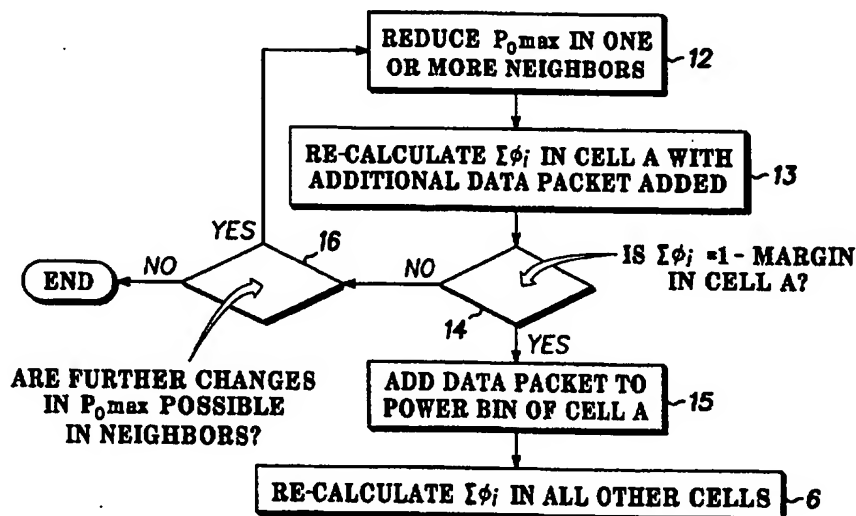 REDUCE P₀max IN ONE
OR MORE NEIGHBORS
12
RE-CALCULATE Σϕi IN CELL A WITH
ADDITIONAL DATA PACKET ADDED
13
YES
16
IS Σϕi =1 - MARGIN
IN CELL A?
END
NO
NO
14
YES
ARE FURTHER CHANGES
IN P₀max POSSIBLE
IN NEIGHBORS?
ADD DATA PACKET TO
POWER BIN OF CELL A
15
RE-CALCULATE Σϕi IN ALL OTHER CELLS
6